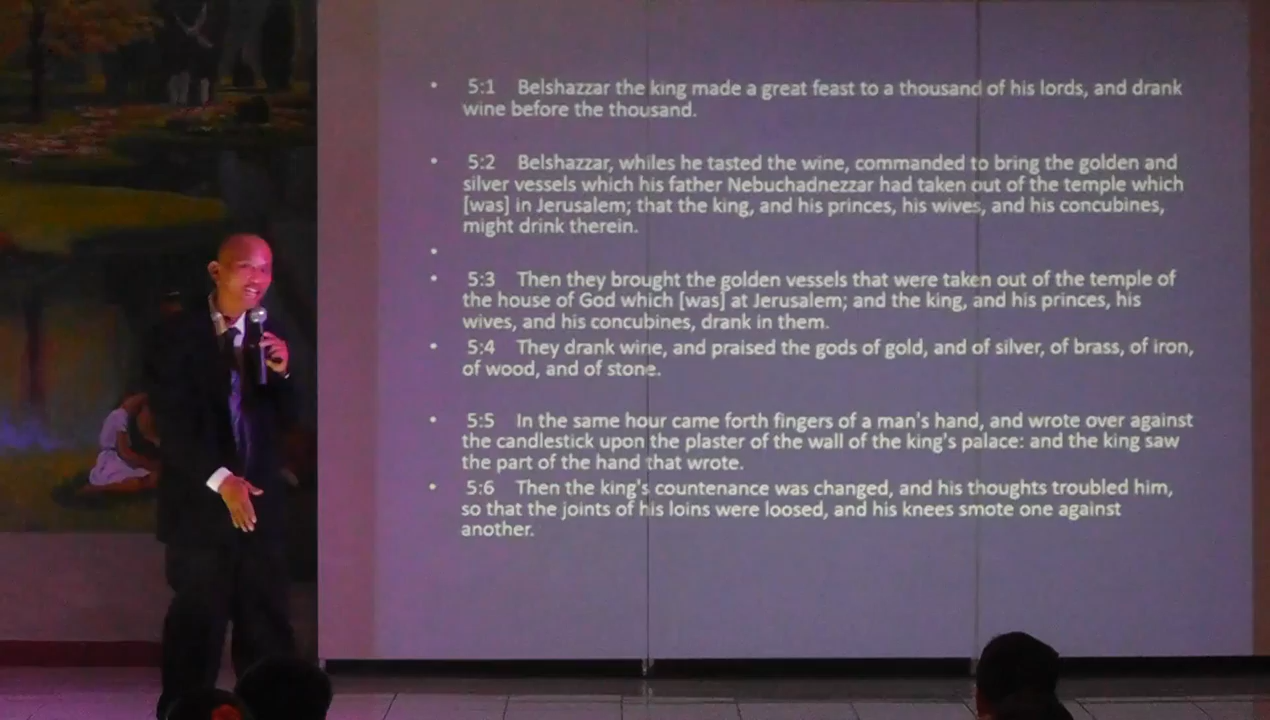 • 5:1 Belshazzar the king made a great feast to a thousand of his lords, and drank
wine before the thousand.
• 5:2 Belshazzar, whiles he tasted the wine, commanded to bring the golden and
silver vessels which his father Nebuchadnezzar had taken out of the temple which
[was] in Jerusalem; that the king, and his princes, his wives, and his concubines,
might drink therein.
•
• 5:3 Then they brought the golden vessels that were taken out of the temple of
the house of God which [was] at Jerusalem; and the king, and his princes, his
wives, and his concubines, drank in them.
• 5:4 They drank wine, and praised the gods of gold, and of silver, of brass, of iron,
of wood, and of stone.
• 5:5 In the same hour came forth fingers of a man's hand, and wrote over against
the candlestick upon the plaster of the wall of the king's palace: and the king saw
the part of the hand that wrote.
• 5:6 Then the king's countenance was changed, and his thoughts troubled him,
so that the joints of his loins were loosed, and his knees smote one against
another.